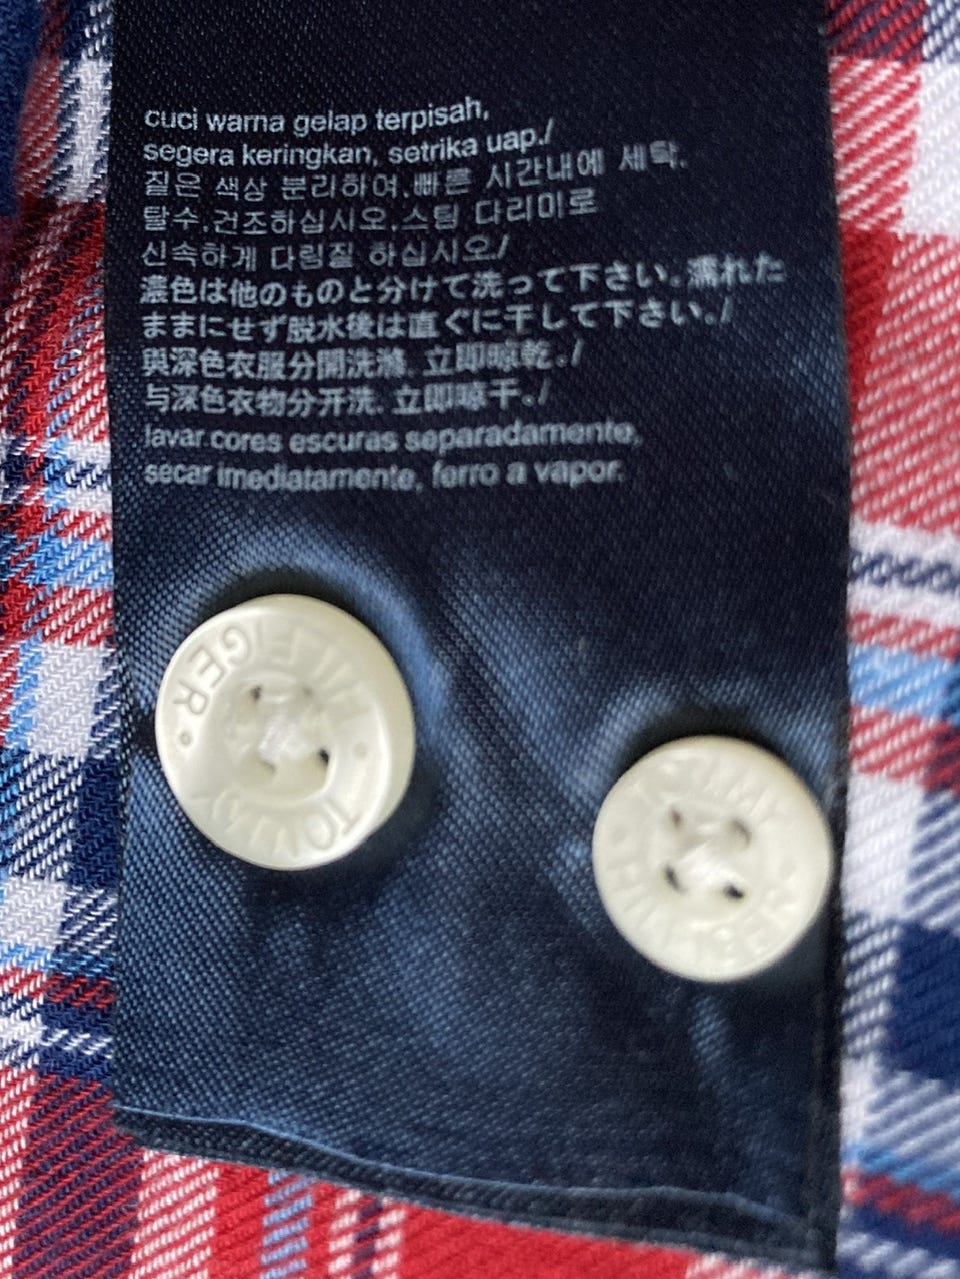 cuci warna gelap terpisah,
segera keringkan, setrika uap./
짙은 색상 분리하여.빠른 시간내에 세탁.
탈수.건조하십시오.스팀 다리미로
신속하게 다림질 하십시오/
濃色は他のものと分けて洗って下さい。濡れた
ままにせず脱水後は直ぐに干して下さい。/
與深色衣服分開洗滌. 立即晾乾。/
与深色衣物分开洗. 立即晾干。/
lavar cores escuras separadamente,
secar imediatamente, ferro a vapor.
TOMMY HILFIGER
TOMMY HILFIGER